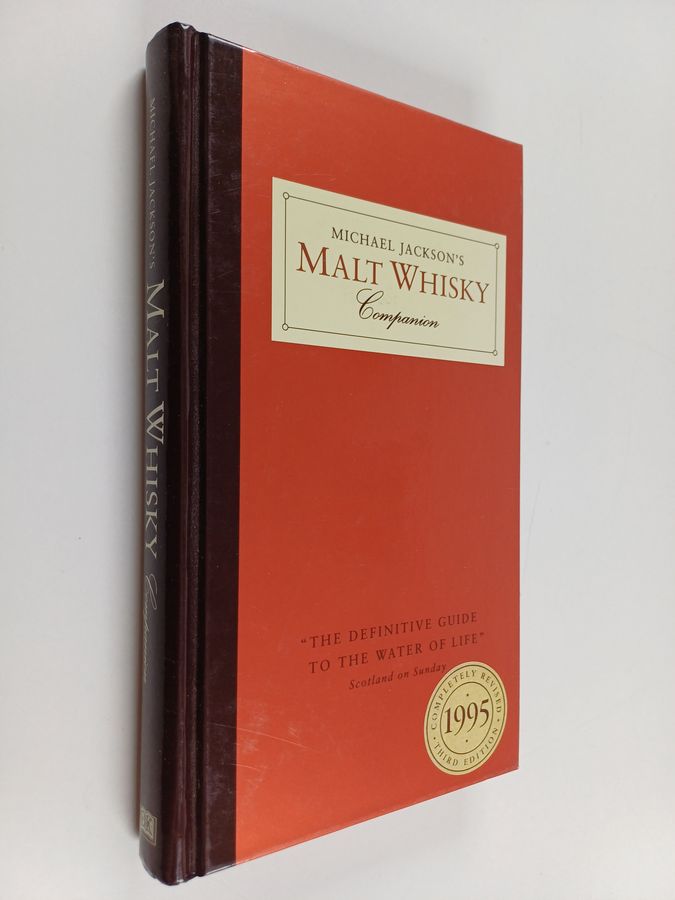 MICHAEL JACKSON'S
MALT WHISKY
Companion
"THE DEFINITIVE GUIDE
TO THE WATER OF LIFE"
Scotland on Sunday
COMPLETELY REVISED
1995
THIRD EDITION
MICHAEL JACKSON'S MALT WHISKY Companion
DK